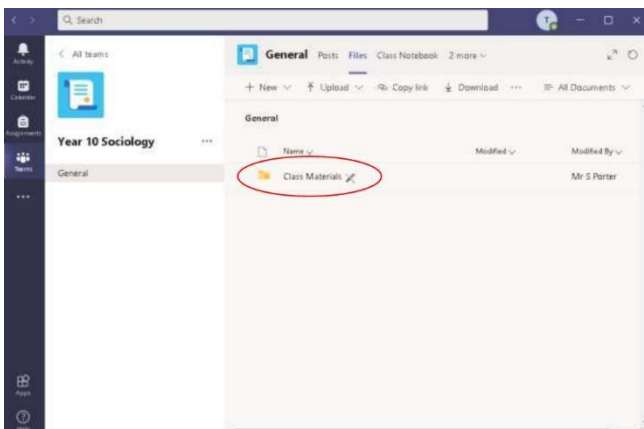 Search
T
Activity
Calendar
Assignments
Teams
Apps
Help
All teams
Year 10 Sociology
General
General Posts Files Class Notebook 2 more
+ New Upload Copy link Download ... All Documents
General
Name Modified Modified By
Class Materials Mr S Porter